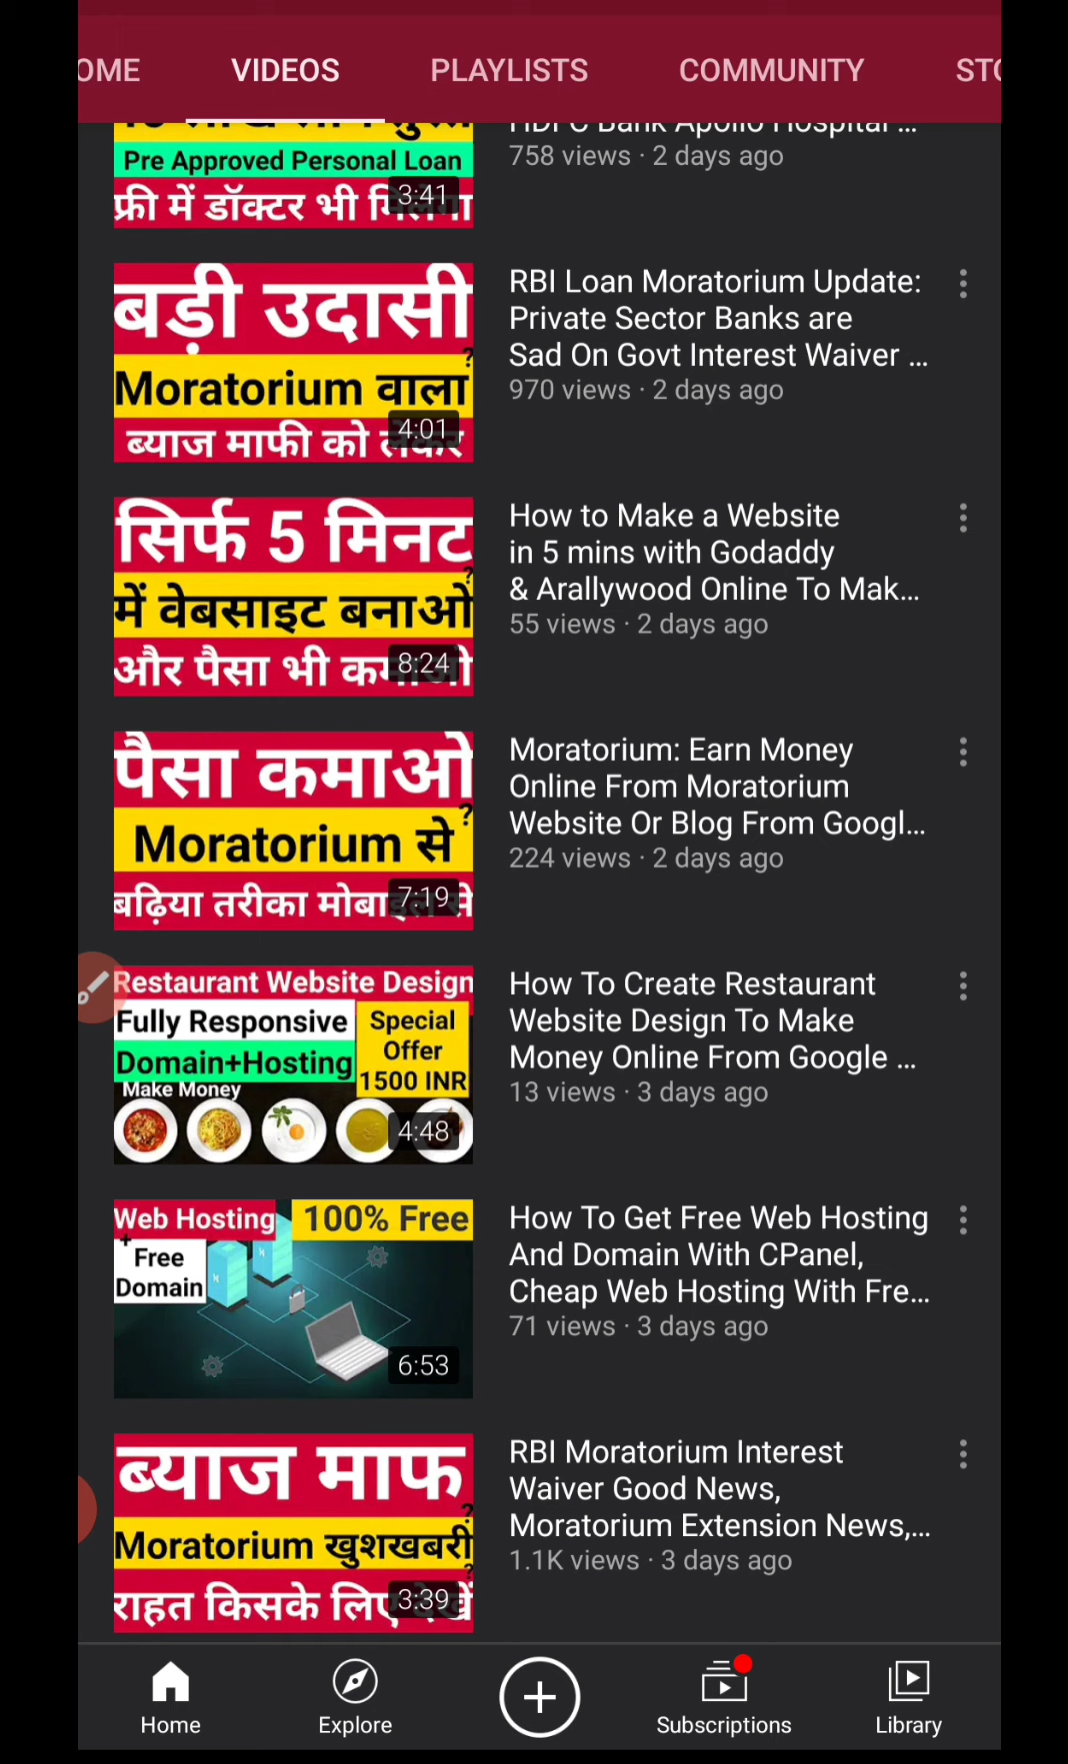 OME VIDEOS PLAYLISTS COMMUNITY STO
Pre Approved Personal Loan
फ्री में डॉक्टर भी
3:41
HDFC Bank Apollo Hospital ...
758 views · 2 days ago
बड़ी उदासी
Moratorium वाला
?
ब्याज माफी को लेकर
4:01
RBI Loan Moratorium Update:
Private Sector Banks are
Sad On Govt Interest Waiver ...
970 views · 2 days ago
सिर्फ 5 मिनट
में वेबसाइट बनाओ
?
और पैसा भी कमाओ
8:24
How to Make a Website
in 5 mins with Godaddy
& Arallywood Online To Mak...
55 views · 2 days ago
पैसा कमाओ
Moratorium से
?
बढ़िया तरीका मोबाइल से
7:19
Moratorium: Earn Money
Online From Moratorium
Website Or Blog From Googl...
224 views · 2 days ago
Restaurant Website Design
Fully Responsive
Domain+Hosting
Special
Offer
1500 INR
Make Money
4:48
How To Create Restaurant
Website Design To Make
Money Online From Google ...
13 views · 3 days ago
Web Hosting
+
Free
Domain
100% Free
6:53
How To Get Free Web Hosting
And Domain With CPanel,
Cheap Web Hosting With Fre...
71 views · 3 days ago
ब्याज माफ
?
Moratorium खुशखबरी
?
राहत किसके लिए देखें
3:39
RBI Moratorium Interest
Waiver Good News,
Moratorium Extension News,...
1.1K views · 3 days ago
Home Explore Subscriptions Library